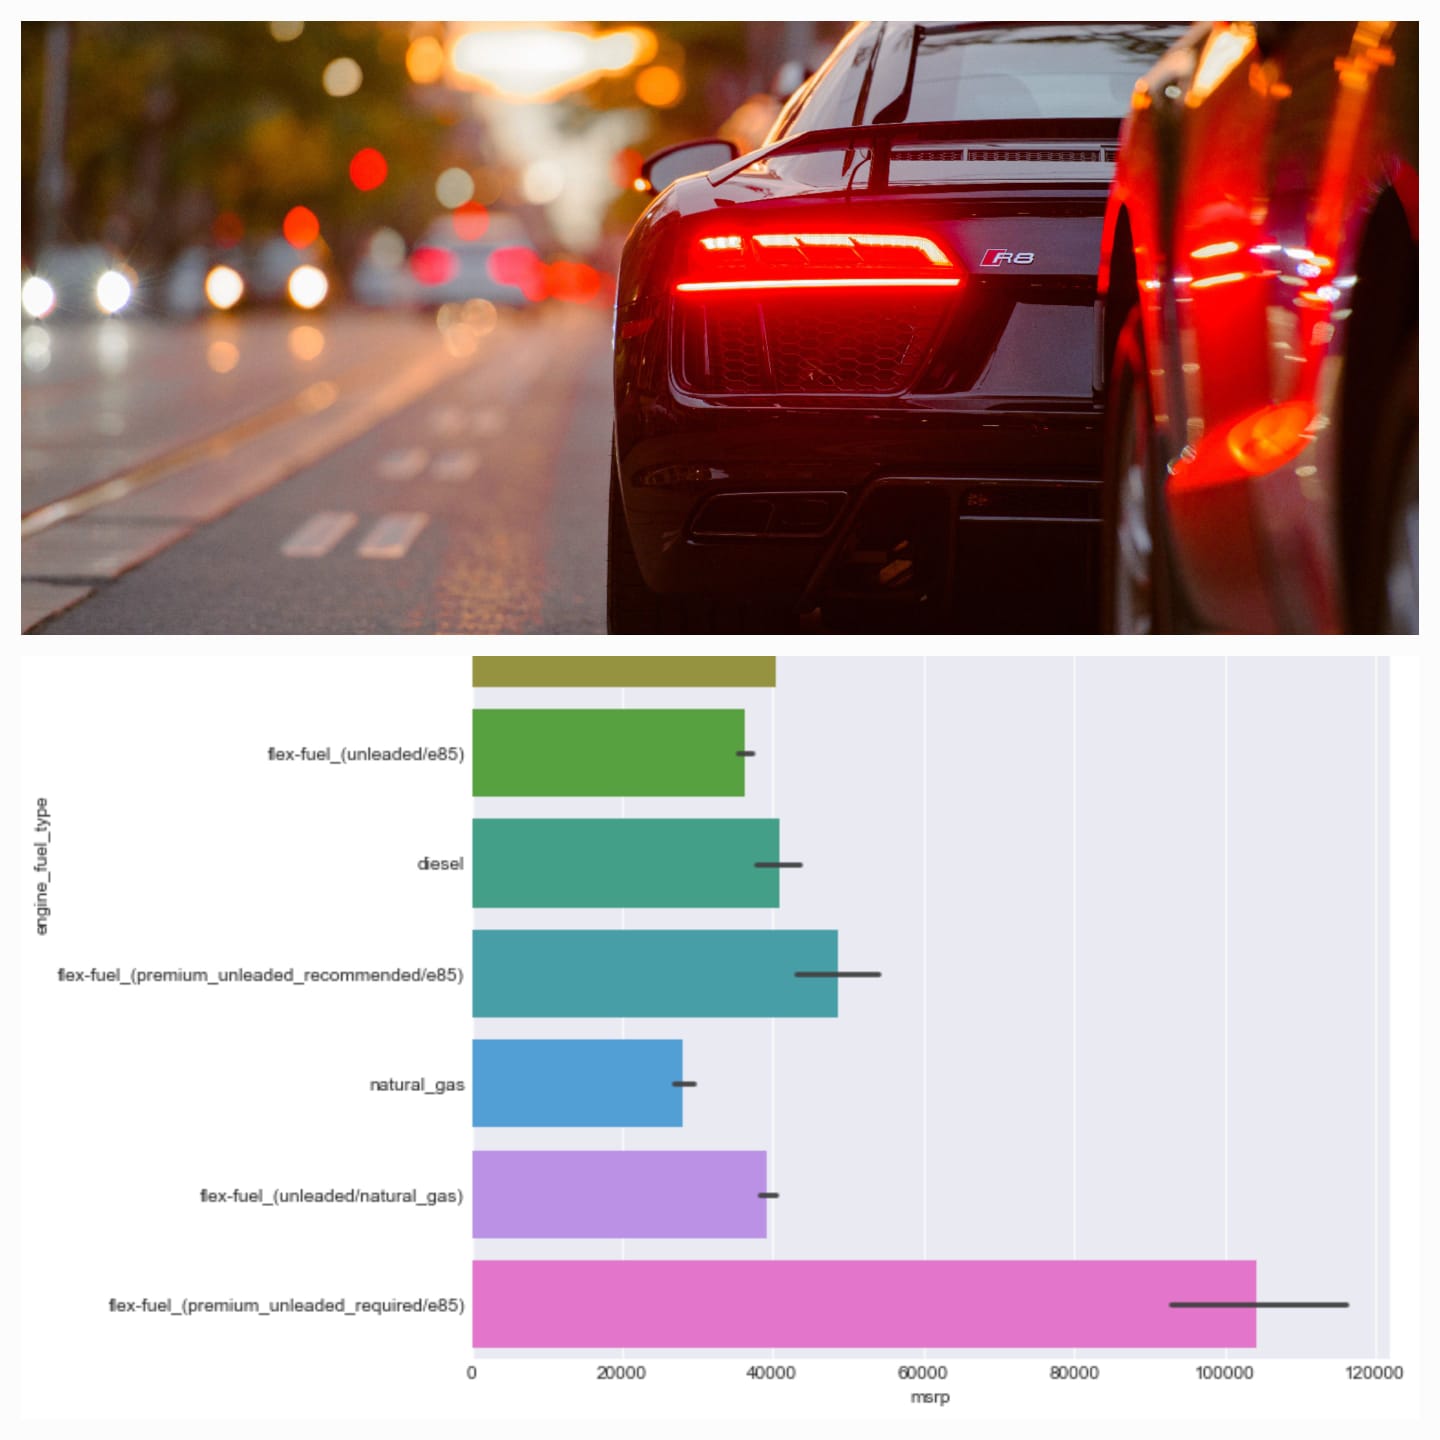 R8
flex-fuel_(unleaded/e85)
diesel
flex-fuel_(premium_unleaded_recommended/e85)
natural_gas
flex-fuel_(unleaded/natural_gas)
flex-fuel_(premium_unleaded_required/e85)
engine_fuel_type
0 20000 40000 60000 80000 100000 120000
msrp